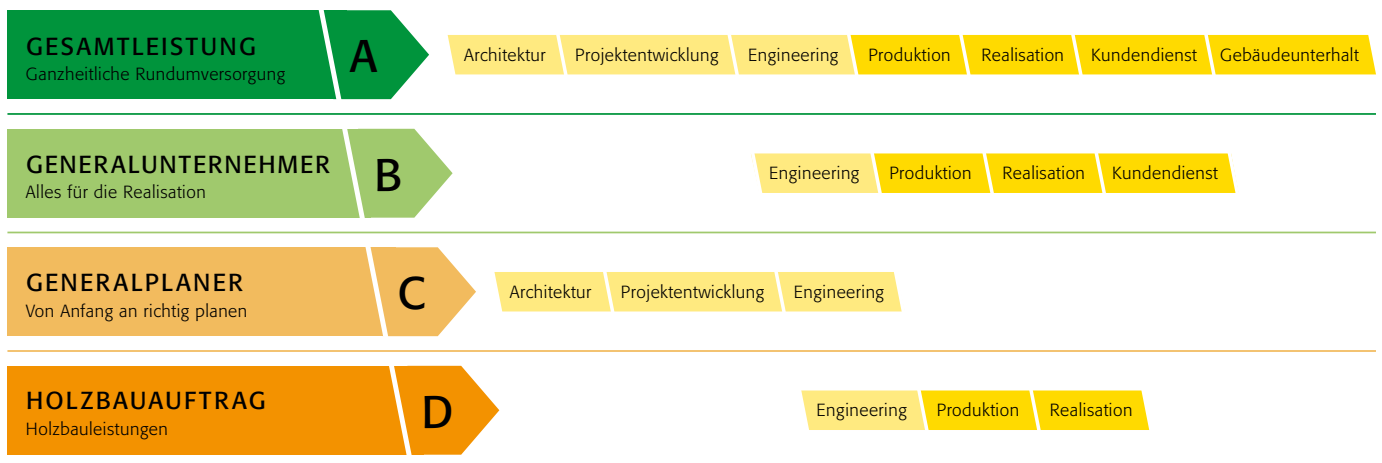 GESAMTLEISTUNG
Ganzheitliche Rundumversorgung
A
Architektur Projektentwicklung Engineering Produktion Realisation Kundendienst Gebäudeunterhalt
GENERALUNTERNEHMER
Alles für die Realisation
B
Engineering Produktion Realisation Kundendienst
GENERALPLANER
Von Anfang an richtig planen
C
Architektur Projektentwicklung Engineering
HOLZBAUAUFTRAG
Holzbauleistungen
D
Engineering Produktion Realisation